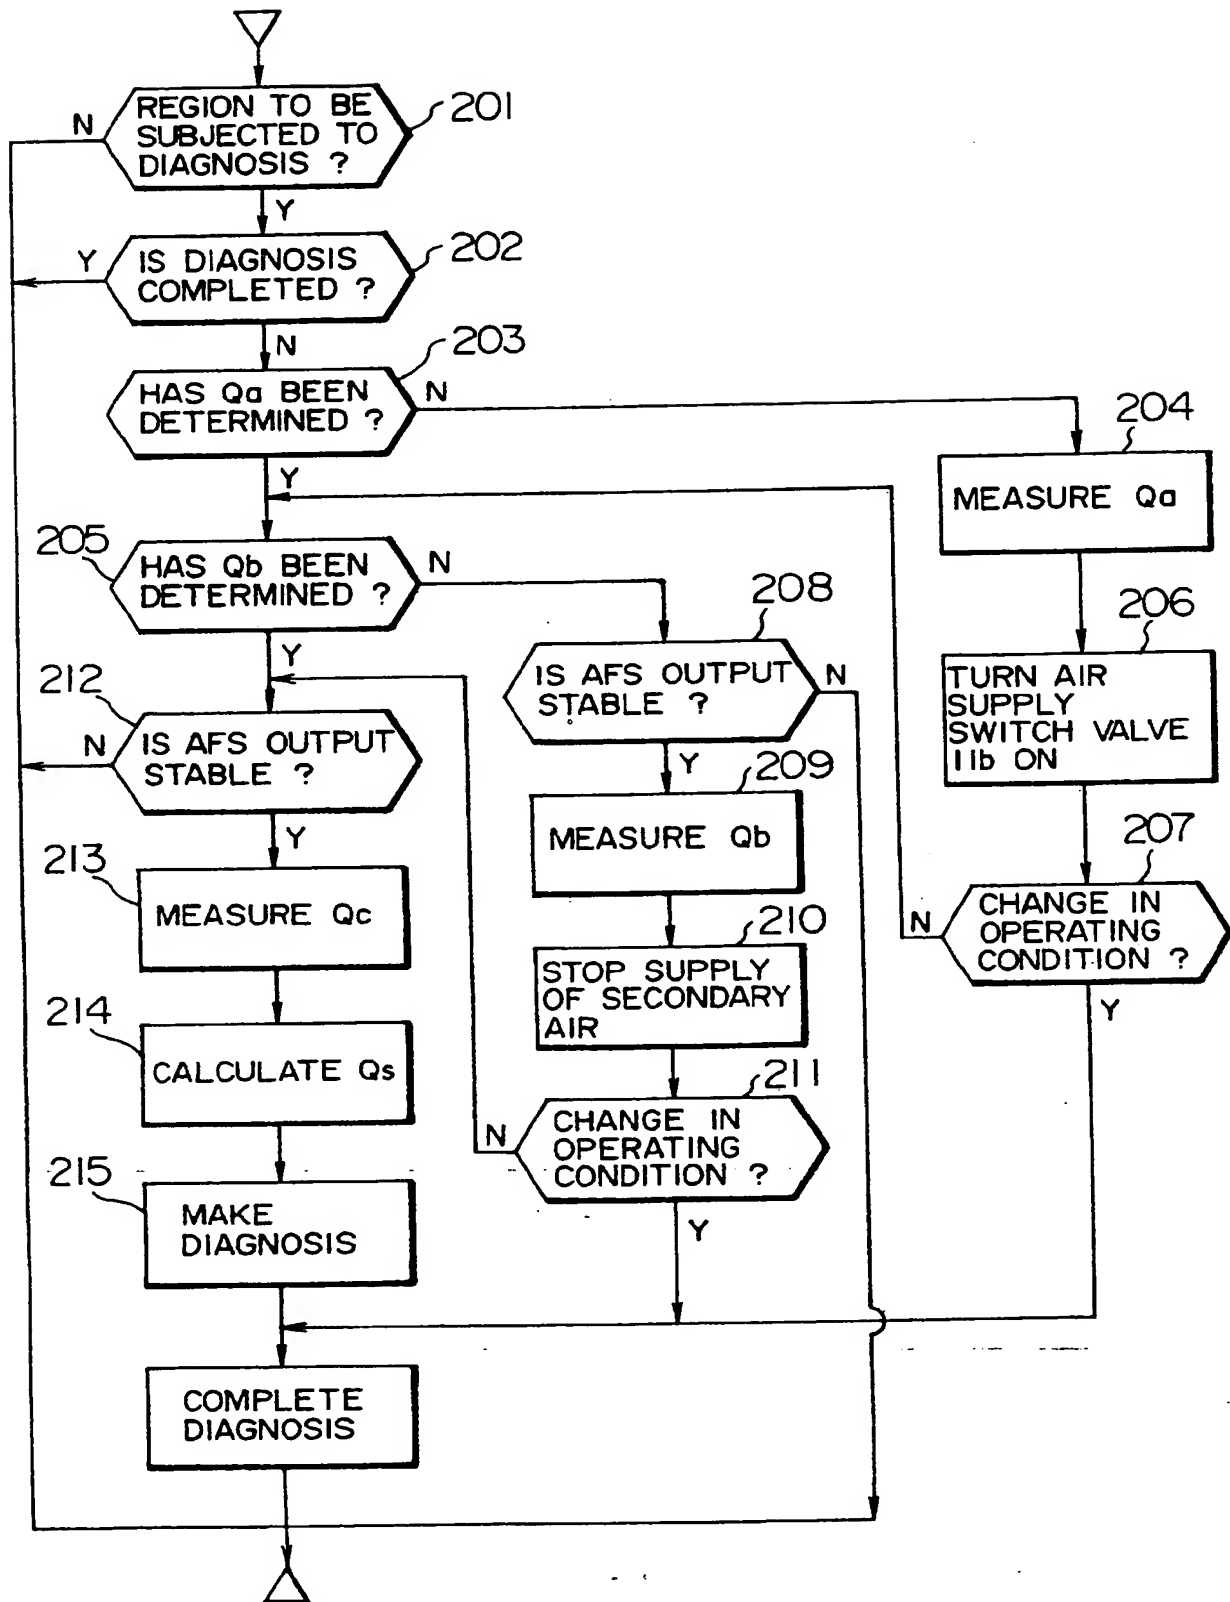 REGION TO BE
SUBJECTED TO
DIAGNOSIS ?
201
N
Y
IS DIAGNOSIS
COMPLETED ?
202
Y
N
HAS Qa BEEN
DETERMINED ?
203
N
Y
204
MEASURE Qa
205
HAS Qb BEEN
DETERMINED ?
N
Y
206
TURN AIR
SUPPLY
SWITCH VALVE
11b ON
207
CHANGE IN
OPERATING
CONDITION ?
N
Y
208
IS AFS OUTPUT
STABLE ?
N
Y
209
MEASURE Qb
210
STOP SUPPLY
OF SECONDARY
AIR
211
CHANGE IN
OPERATING
CONDITION ?
N
Y
212
IS AFS OUTPUT
STABLE ?
N
Y
213
MEASURE Qc
214
CALCULATE Qs
215
MAKE
DIAGNOSIS
COMPLETE
DIAGNOSIS